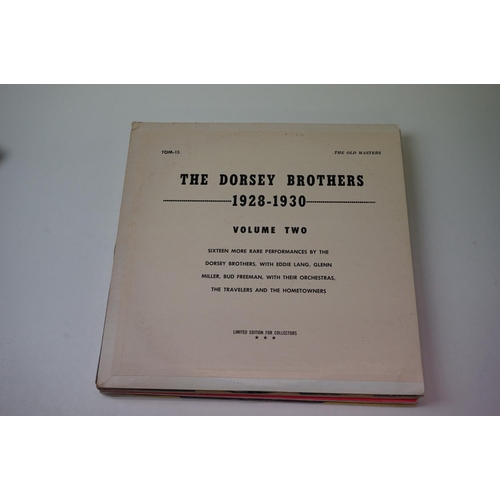 TOM-15 THE OLD MASTERS
THE DORSEY BROTHERS
1928-1930
VOLUME TWO
SIXTEEN MORE RARE PERFORMANCES BY THE
DORSEY BROTHERS, WITH EDDIE LANG, GLENN
MILLER, BUD FREEMAN, WITH THEIR ORCHESTRAS,
THE TRAVELERS AND THE HOMETOWNERS
LIMITED EDITION FOR COLLECTORS
★ ★ ★